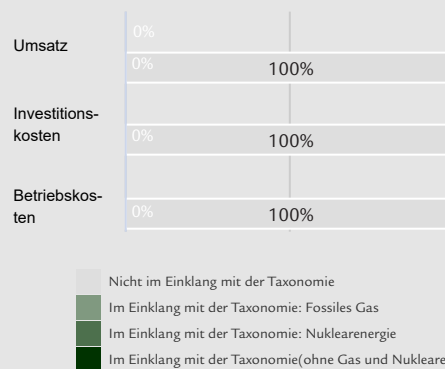 0%
Umsatz
0% 100%
Investitions-
kosten
0% 100%
Betriebskos-
ten
0% 100%
Nicht im Einklang mit der Taxonomie
Im Einklang mit der Taxonomie: Fossiles Gas
Im Einklang mit der Taxonomie: Nuklearenergie
Im Einklang mit der Taxonomie(ohne Gas und Nukleare